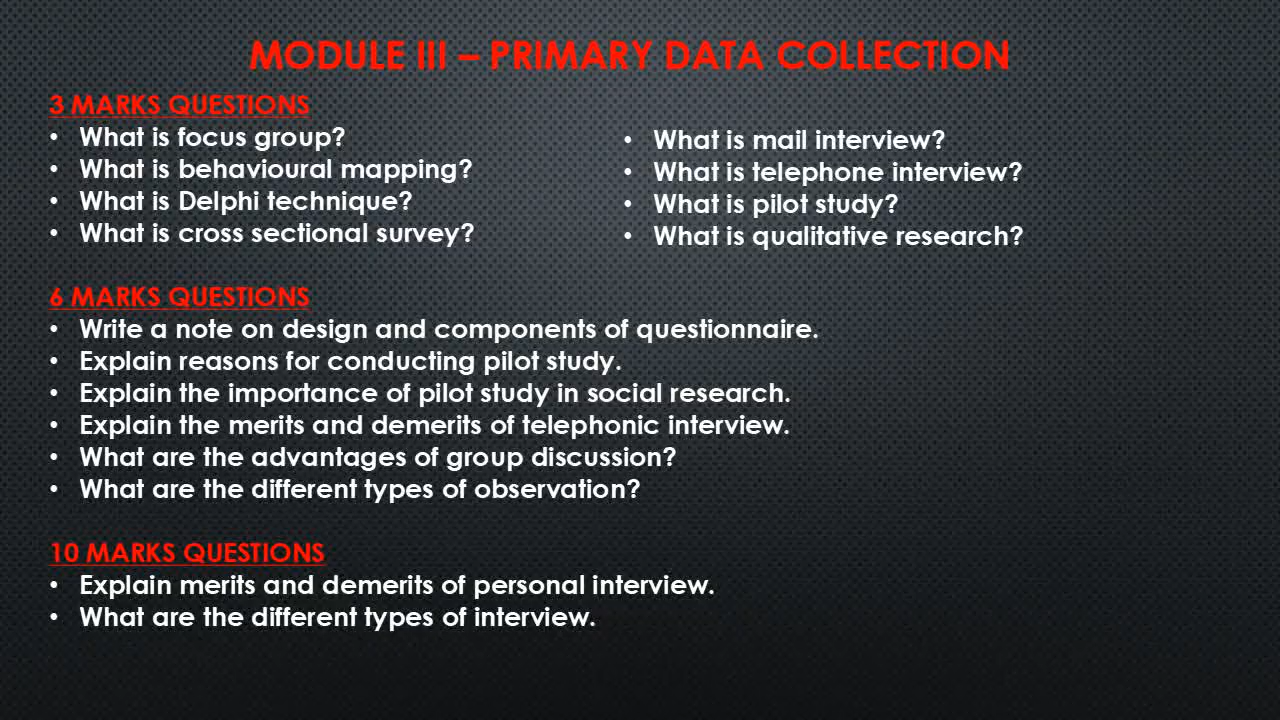 MODULE III – PRIMARY DATA COLLECTION
3 MARKS QUESTIONS
• What is focus group?
• What is behavioural mapping?
• What is Delphi technique?
• What is cross sectional survey?
• What is mail interview?
• What is telephone interview?
• What is pilot study?
• What is qualitative research?
6 MARKS QUESTIONS
• Write a note on design and components of questionnaire.
• Explain reasons for conducting pilot study.
• Explain the importance of pilot study in social research.
• Explain the merits and demerits of telephonic interview.
• What are the advantages of group discussion?
• What are the different types of observation?
10 MARKS QUESTIONS
• Explain merits and demerits of personal interview.
• What are the different types of interview.